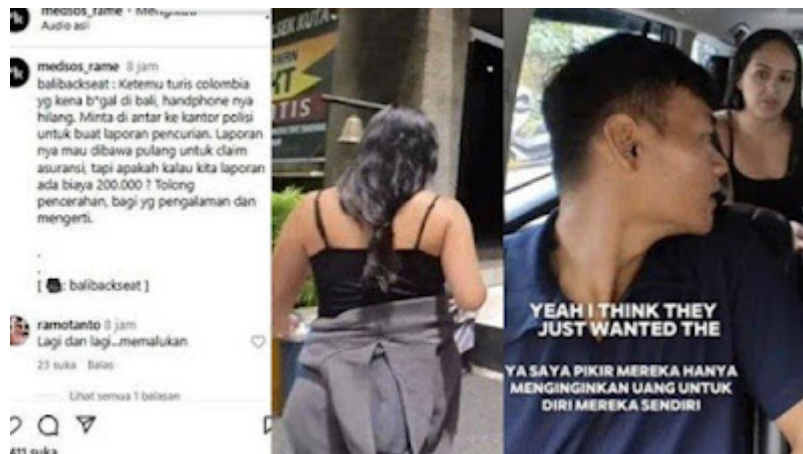 medsos_rame • Mengikuti
Audio asli
medsos_rame 8 jam
balibackseat : Ketemu turis colombia
yg kena b*gal di bali, handphone nya
hilang. Minta di antar ke kantor polisi
untuk buat laporan pencurian. Laporan
nya mau dibawa pulang untuk claim
asuransi, tapi apakah kalau kita laporan
ada biaya 200.000 ? Tolong
pencerahan, bagi yg pengalaman dan
mengerti.
.
.
[ : balibackseat ]
ramotanto 8 jam
Lagi dan lagi...memalukan
23 suka Balas
Lihat semua 1 balasan
411 suka
SEK KUTA
TIS
YEAH I THINK THEY
JUST WANTED THE
YA SAYA PIKIR MEREKA HANYA
MENGINGINKAN UANG UNTUK
DIRI MEREKA SENDIRI